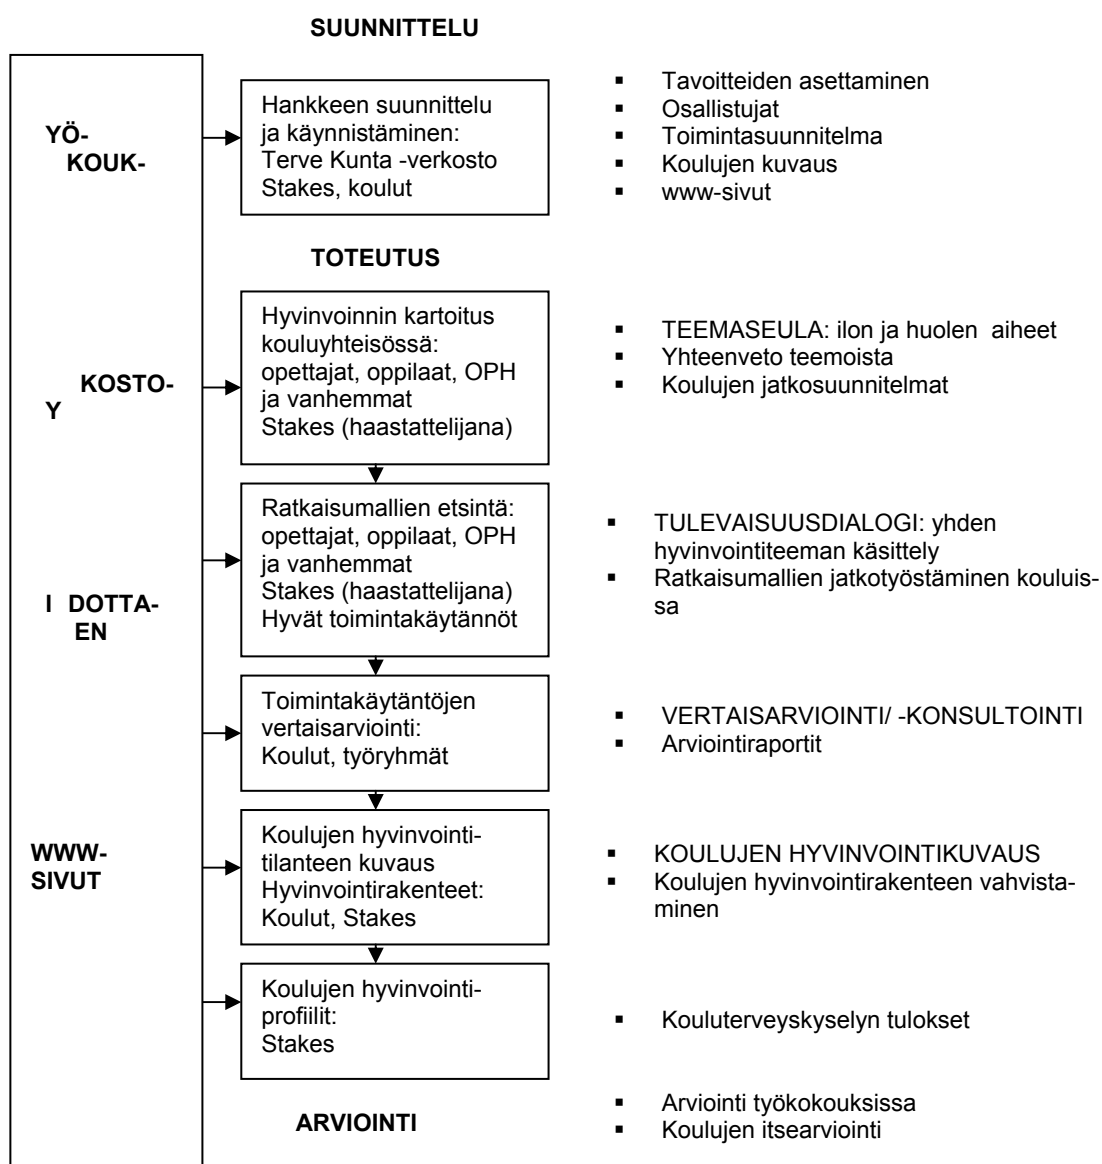 SUUNNITTELU
YÖ-
KOUK-
Hankkeen suunnittelu
ja käynnistäminen:
Terve Kunta -verkosto
Stakes, koulut
▪ Tavoitteiden asettaminen
▪ Osallistujat
▪ Toimintasuunnitelma
▪ Koulujen kuvaus
▪ www-sivut
TOTEUTUS
KOSTO-
Y
Hyvinvoinnin kartoitus
kouluyhteisössä:
opettajat, oppilaat, OPH
ja vanhemmat
Stakes (haastattelijana)
▪ TEEMASEULA: ilon ja huolen aiheet
▪ Yhteenveto teemoista
▪ Koulujen jatkosuunnitelmat
I DOTTA-
EN
Ratkaisumallien etsintä:
opettajat, oppilaat, OPH
ja vanhemmat
Stakes (haastattelijana)
Hyvät toimintakäytännöt
▪ TULEVAISUUSDIALOGI: yhden
hyvinvointiteeman käsittely
▪ Ratkaisumallien jatkotyöstäminen kouluis-
sa
Toimintakäytäntöjen
vertaisarviointi:
Koulut, työryhmät
▪ VERTAISARVIOINTI/ -KONSULTOINTI
▪ Arviointiraportit
WWW-
SIVUT
Koulujen hyvinvointi-
tilanteen kuvaus
Hyvinvointirakenteet:
Koulut, Stakes
▪ KOULUJEN HYVINVOINTIKUVAUS
▪ Koulujen hyvinvointirakenteen vahvista-
minen
Koulujen hyvinvointi-
profiilit:
Stakes
▪ Kouluterveyskyselyn tulokset
ARVIOINTI
▪ Arviointi työkokouksissa
▪ Koulujen itsearviointi